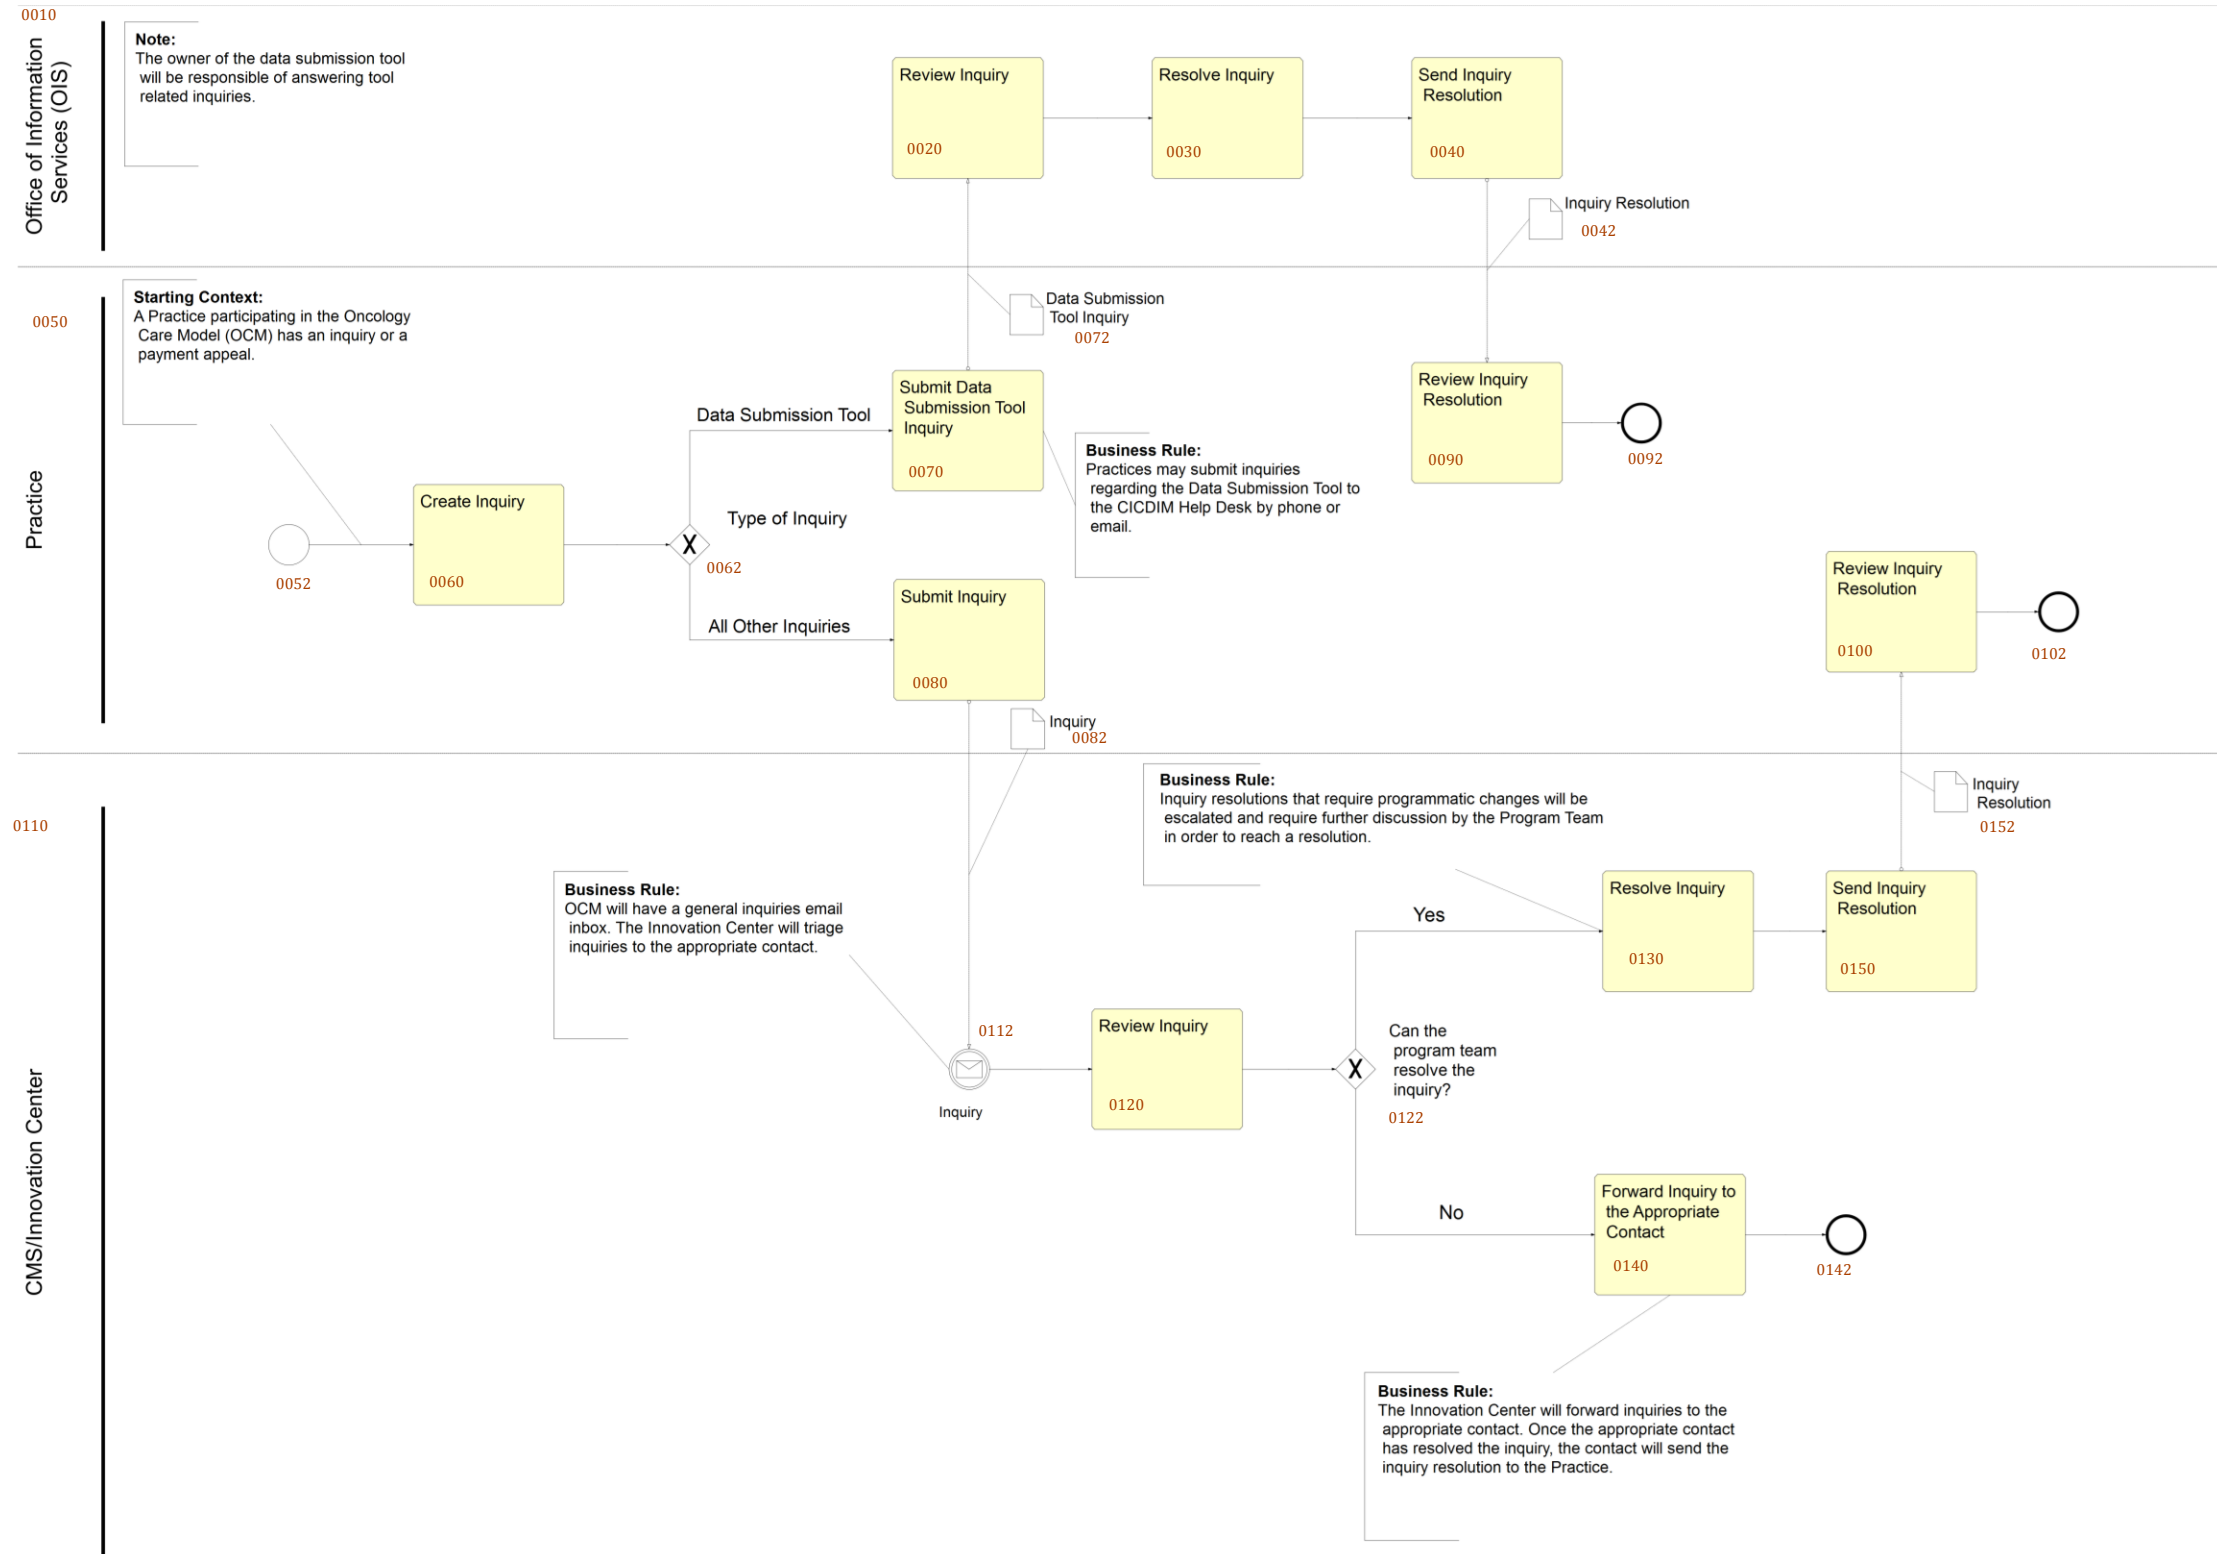 0010
Office of Information
Services (OIS)
Note:
The owner of the data submission tool
will be responsible of answering tool
related inquiries.
Review Inquiry
0020
Resolve Inquiry
0030
Send Inquiry
Resolution
0040
Inquiry Resolution
0042
0050
Practice
Starting Context:
A Practice participating in the Oncology
Care Model (OCM) has an inquiry or a
payment appeal.
0052
Create Inquiry
0060
Type of Inquiry
0062
Data Submission Tool
All Other Inquiries
Data Submission
Tool Inquiry
0072
Submit Data
Submission Tool
Inquiry
0070
Business Rule:
Practices may submit inquiries
regarding the Data Submission Tool to
the CICDIM Help Desk by phone or
email.
Submit Inquiry
0080
Inquiry
0082
Review Inquiry
Resolution
0090
0092
Review Inquiry
Resolution
0100
0102
0110
CMS/Innovation Center
Business Rule:
OCM will have a general inquiries email
inbox. The Innovation Center will triage
inquiries to the appropriate contact.
0112
Inquiry
Review Inquiry
0120
Can the
program team
resolve the
inquiry?
0122
Yes
No
Business Rule:
Inquiry resolutions that require programmatic changes will be
escalated and require further discussion by the Program Team
in order to reach a resolution.
Resolve Inquiry
0130
Send Inquiry
Resolution
0150
Inquiry
Resolution
0152
Forward Inquiry to
the Appropriate
Contact
0140
0142
Business Rule:
The Innovation Center will forward inquiries to the
appropriate contact. Once the appropriate contact
has resolved the inquiry, the contact will send the
inquiry resolution to the Practice.